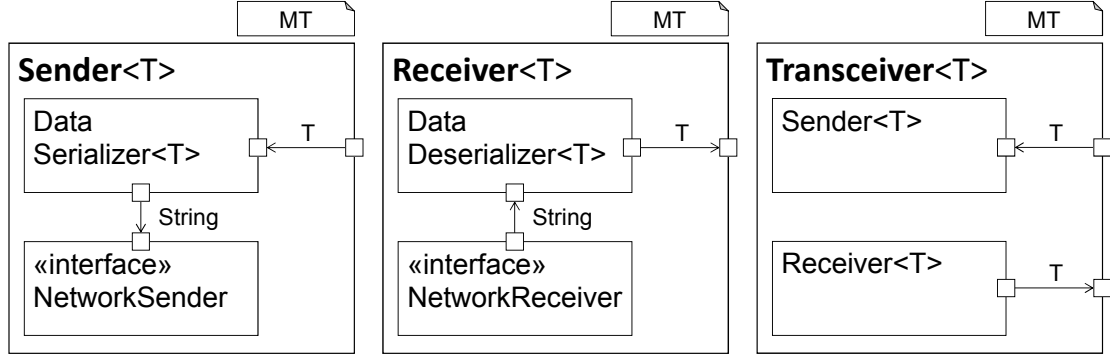 MT
Sender<T>
Data
Serializer<T>
T
String
«interface»
NetworkSender
MT
Receiver<T>
Data
Deserializer<T>
T
String
«interface»
NetworkReceiver
MT
Transceiver<T>
Sender<T>
T
Receiver<T>
T